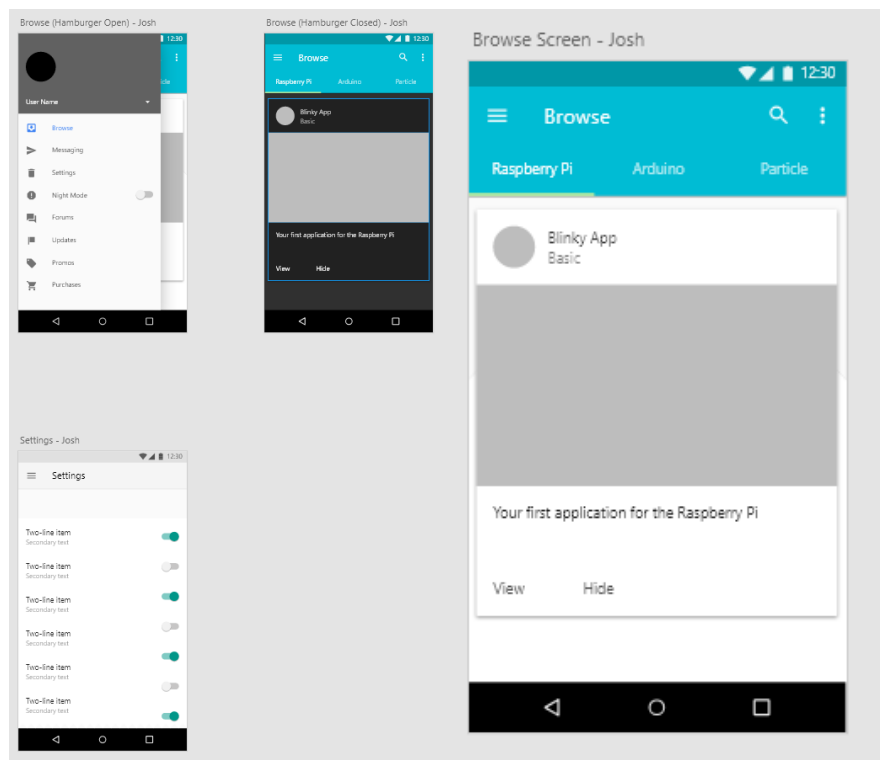 Browse (Hamburger Open) - Josh
12:30
cle
User Name
Browse
Messaging
Settings
Night Mode
Forums
Updates
Promos
Purchases
Browse (Hamburger Closed) - Josh
12:30
Browse
Raspberry Pi Arduino Particle
Blinky App
Basic
Your first application for the Raspberry Pi
View Hide
Browse Screen - Josh
12:30
Browse
Raspberry Pi Arduino Particle
Blinky App
Basic
Your first application for the Raspberry Pi
View Hide
Settings - Josh
12:30
Settings
Two-line item
Secondary text
Two-line item
Secondary text
Two-line item
Secondary text
Two-line item
Secondary text
Two-line item
Secondary text
Two-line item
Secondary text